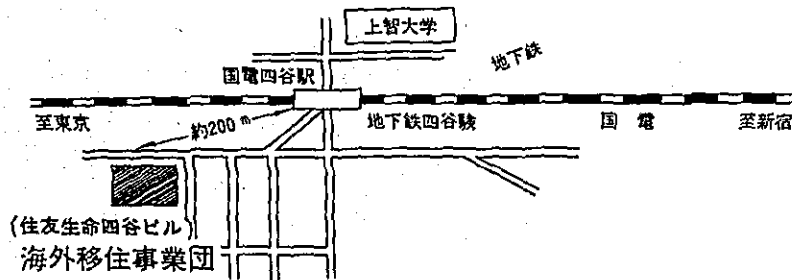 上智大学
地下鉄
国電四谷駅
至東京
約200m
地下鉄四谷駿
国電
至新宿
(住友生命四谷ビル)
海外移住事業団